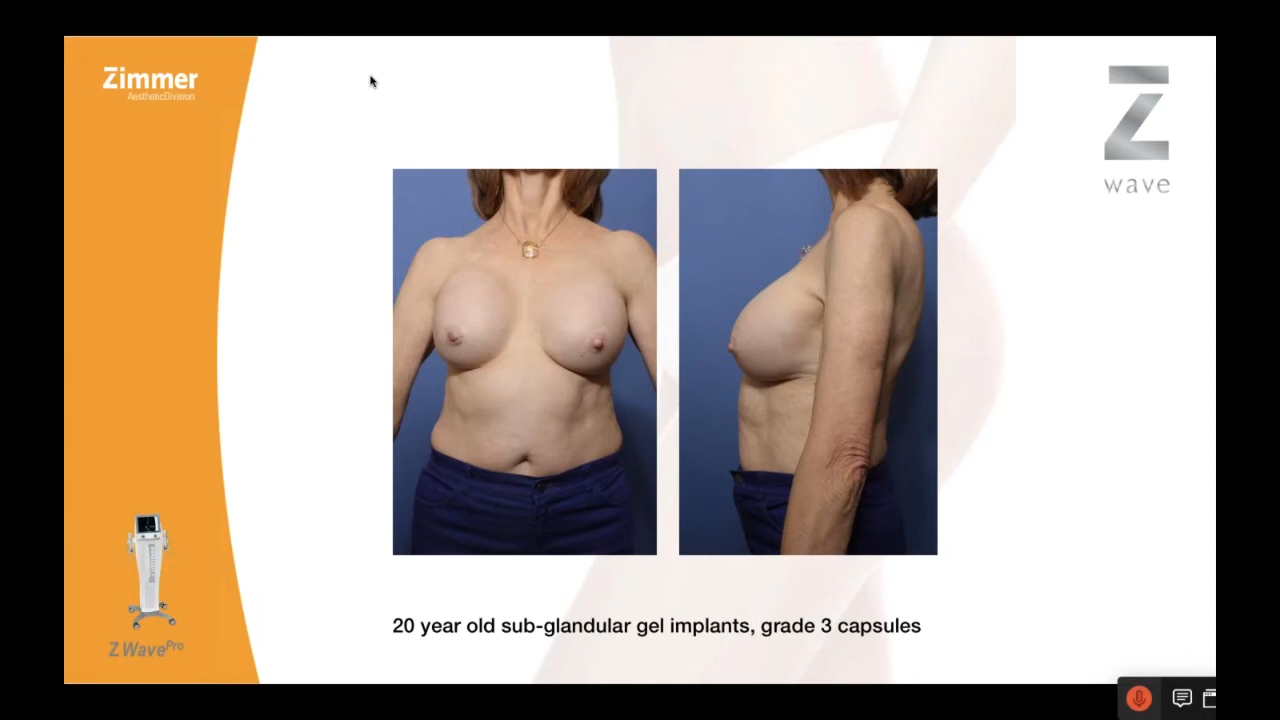 Zimmer
AestheticDivision
Z
wave
20 year old sub-glandular gel implants, grade 3 capsules
Z WavePro